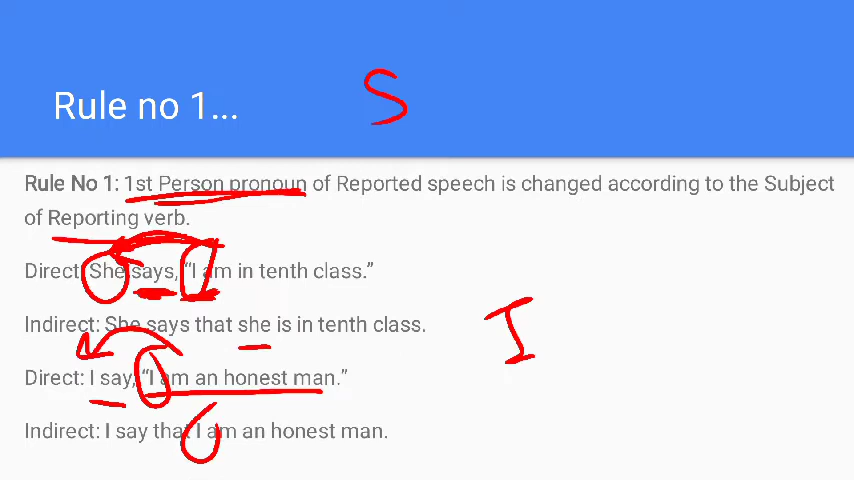 S
Rule no 1...
Rule No 1: 1st Person pronoun of Reported speech is changed according to the Subject
of Reporting verb.
Direct: She says, “I am in tenth class.”
Indirect: She says that she is in tenth class.
I
Direct: I say, “I am an honest man.”
Indirect: I say that I am an honest man.